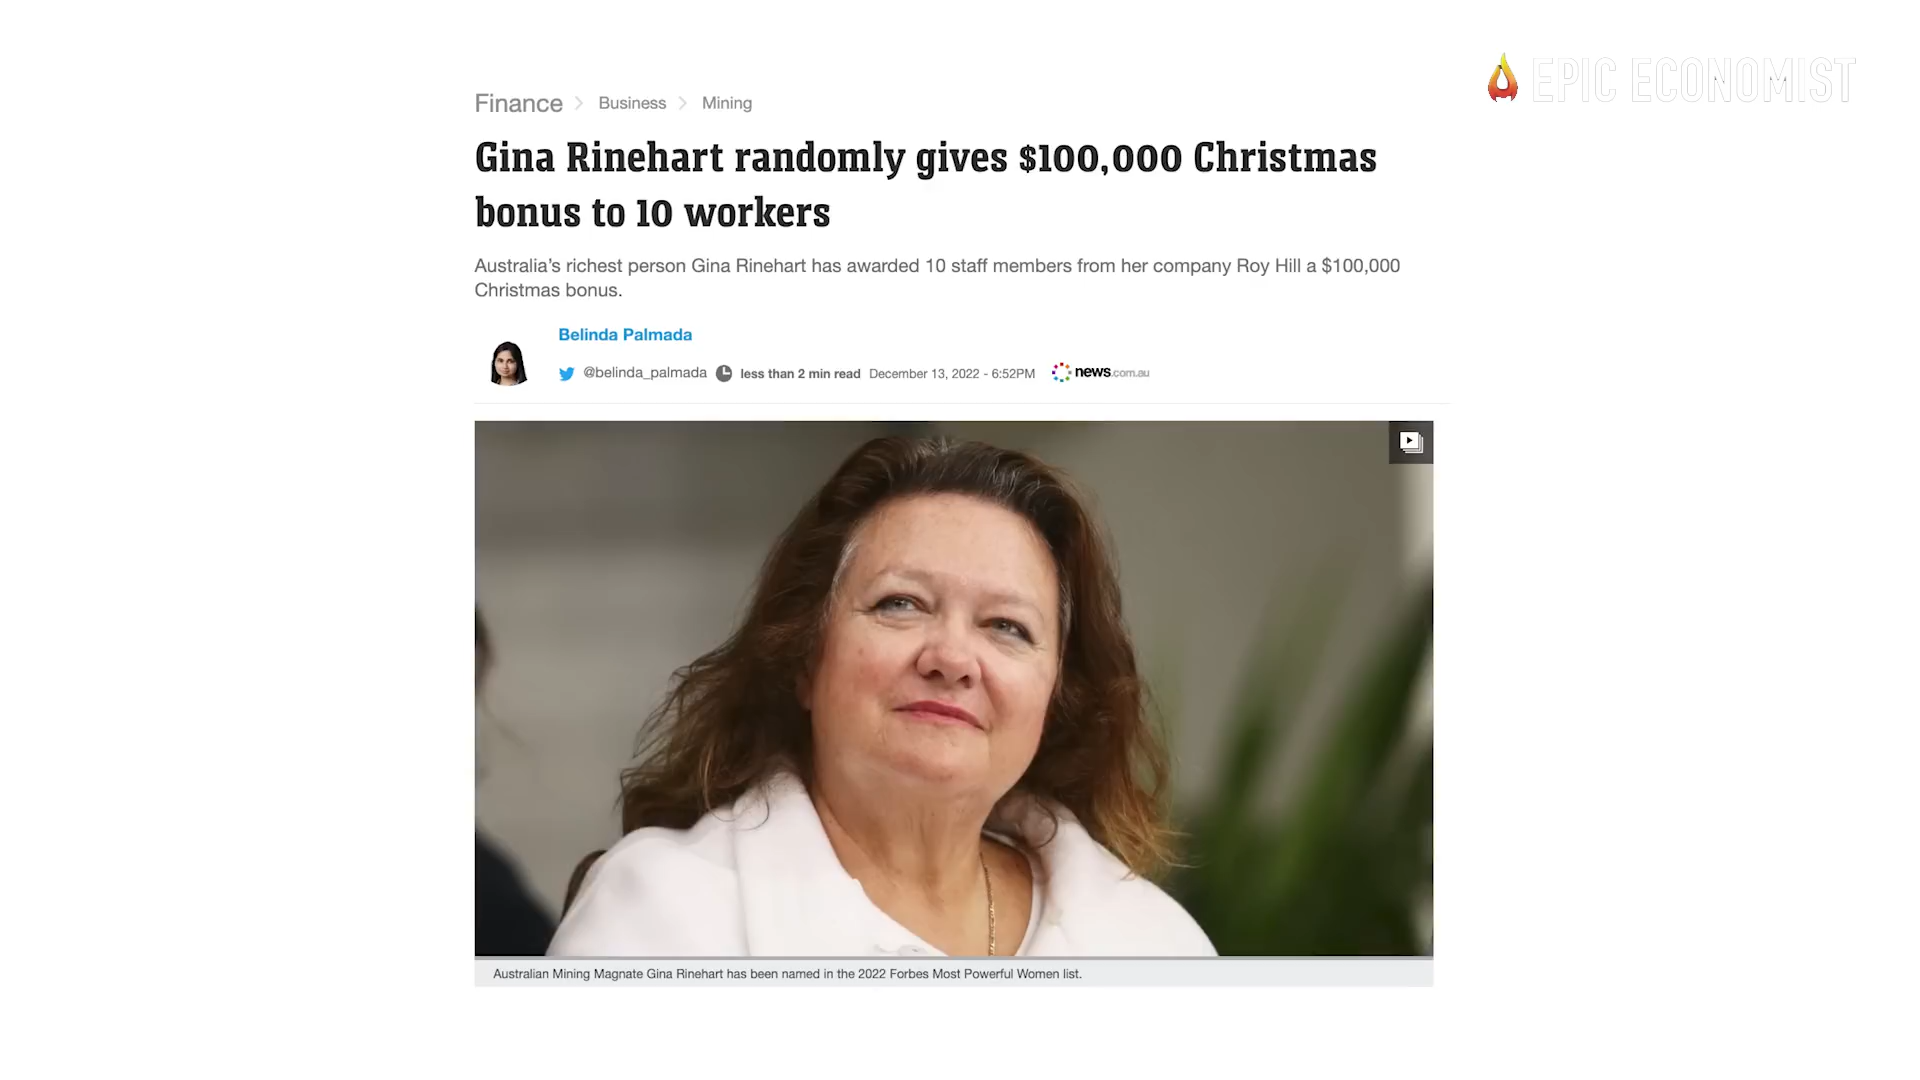 EPIC ECONOMIST
Finance > Business > Mining
Gina Rinehart randomly gives $100,000 Christmas
bonus to 10 workers
Australia’s richest person Gina Rinehart has awarded 10 staff members from her company Roy Hill a $100,000
Christmas bonus.
Belinda Palmada
@belinda_palmada less than 2 min read December 13, 2022 - 6:52PM news.com.au
Australian Mining Magnate Gina Rinehart has been named in the 2022 Forbes Most Powerful Women list.